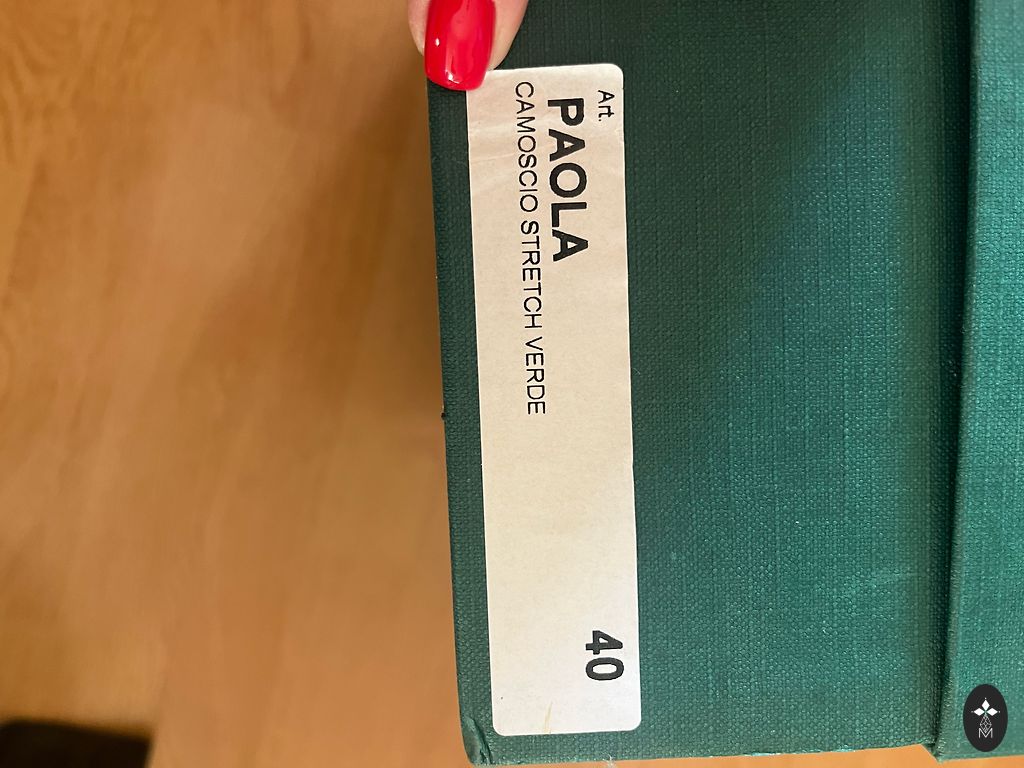 Art.
PAOLA
CAMOSCIO STRETCH VERDE
40